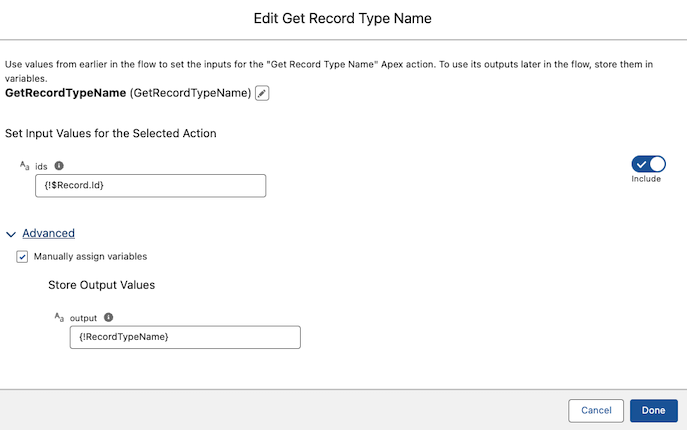 Edit Get Record Type Name
Use values from earlier in the flow to set the inputs for the "Get Record Type Name" Apex action. To use its outputs later in the flow, store them in
variables.
GetRecordTypeName (GetRecordTypeName)
Set Input Values for the Selected Action
Aa ids
{!$Record.Id}
Include
Advanced
Manually assign variables
Store Output Values
Aa output
{!RecordTypeName}
Cancel
Done